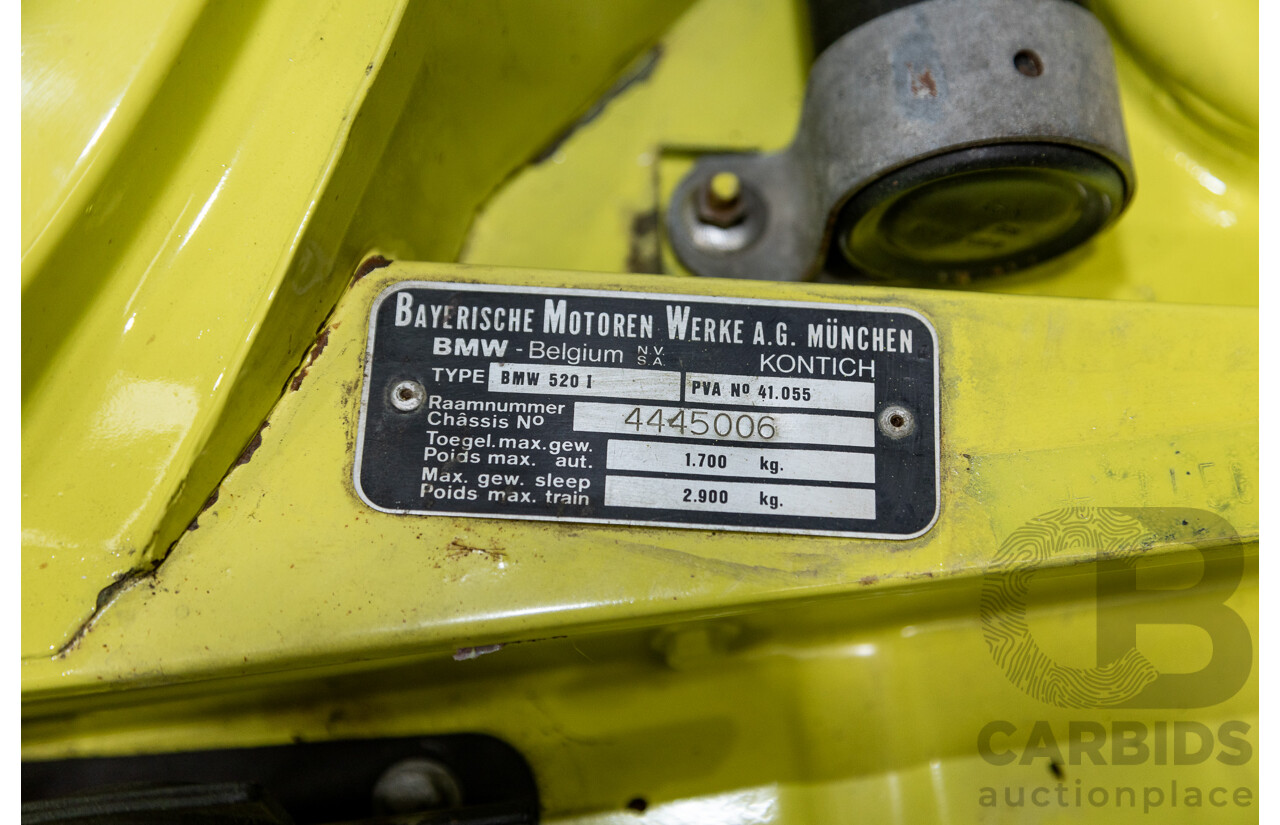 BAYERISCHE MOTOREN WERKE A.G. MÜNCHEN
BMW - Belgium N.V. S.A. KONTICH
TYPE BMW 520 I PVA Nº 41.055
Raamnummer
Châssis Nº 4445006
Toegel.max.gew.
Poids max. aut. 1.700 kg.
Max. gew. sleep
Poids max. train 2.900 kg.
CB
CARBIDS
auctionplace